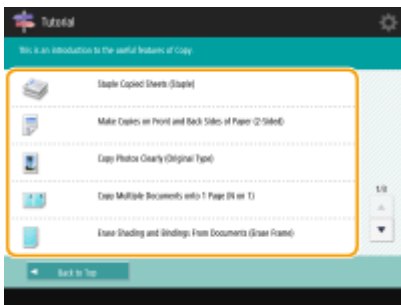 Tutorial
This is an introduction to the useful features of Copy.
Staple Copied Sheets (Staple)
Make Copies on Front and Back Sides of Paper (2-Sided)
Copy Photos Clearly (Original Type)
Copy Multiple Documents onto 1 Page (N on 1)
Erase Shading and Bindings From Documents (Erase Frame)
Back to Top